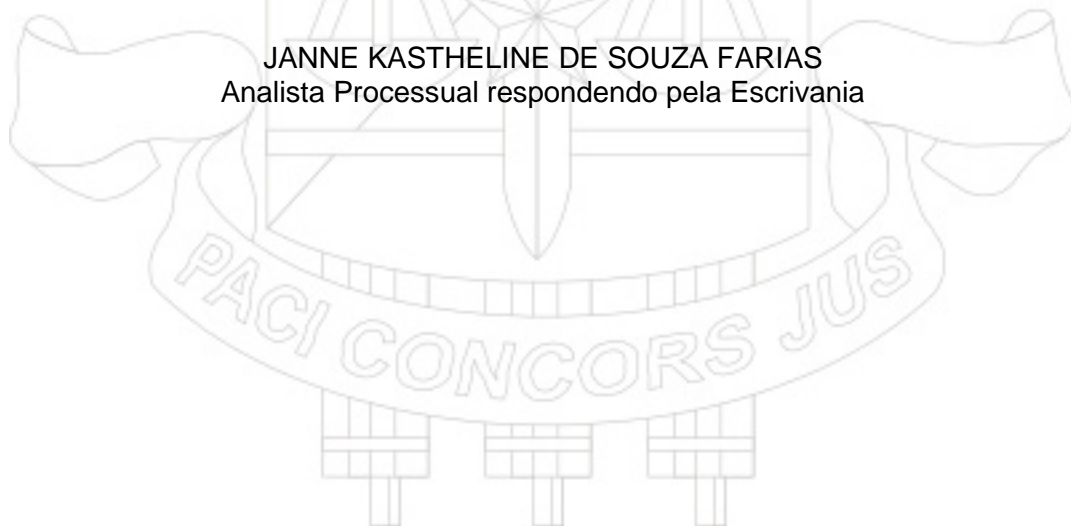 JANNE KASTHELINE DE SOUZA FARIAS
Analista Processual respondendo pela Escrivania
PACI CONCORS JUS